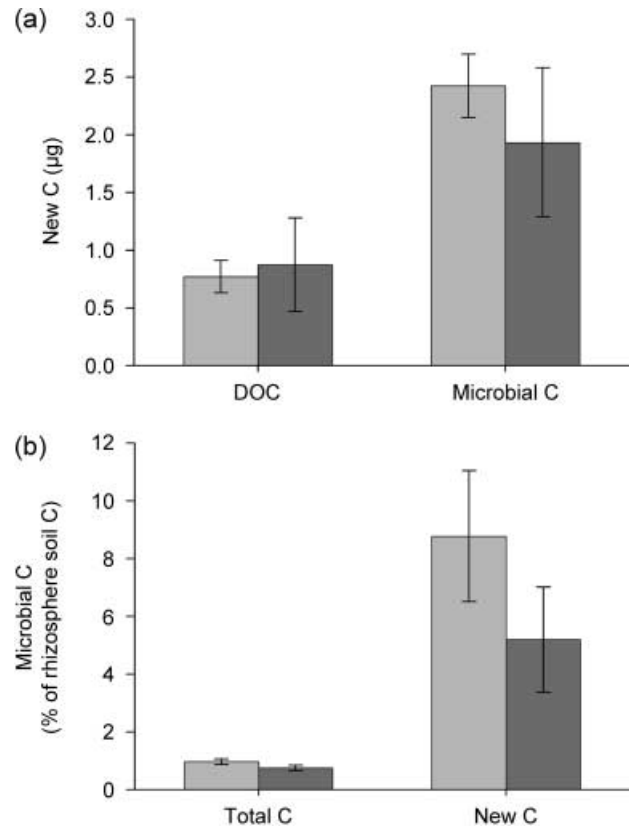 (a)
3.0
2.5
2.0
1.5
1.0
0.5
0.0
New C (µg)
DOC Microbial C
(b)
12
10
8
6
4
2
0
Microbial C
(% of rhizosphere soil C)
Total C New C